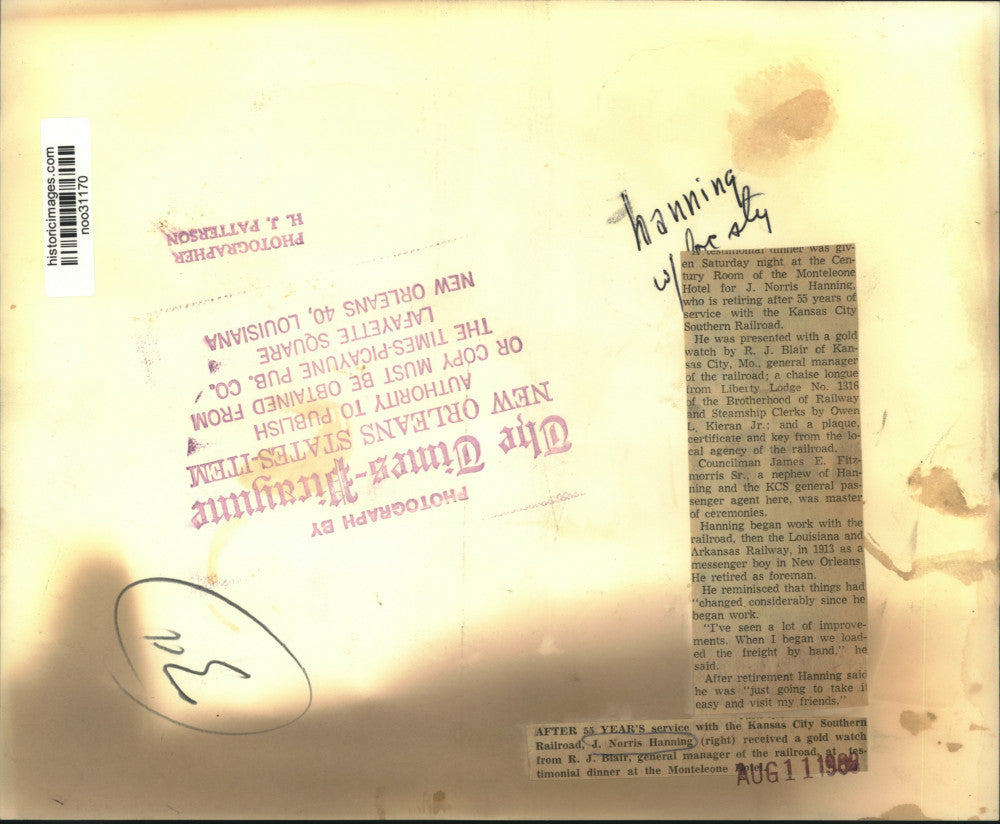 historicimages.com
noo31170
PHOTOGRAPHER
H. J. PATTERSON
PHOTOGRAPH BY
The Times-Picayune
NEW ORLEANS STATES-ITEM
AUTHORITY TO PUBLISH
OR COPY MUST BE OBTAINED FROM
THE TIMES-PICAYUNE PUB. CO.
LAFAYETTE SQUARE
NEW ORLEANS 40, LOUISIANA
hanning
w/ loc sty
A testimonial dinner was giv-
en Saturday night at the Cen-
tury Room of the Monteleone
Hotel for J. Norris Hanning,
who is retiring after 55 years of
service with the Kansas City
Southern Railroad.
He was presented with a gold
watch by R. J. Blair of Kan-
sas City, Mo., general manager
of the railroad; a chaise longue
from Liberty Lodge No. 1316
of the Brotherhood of Railway
and Steamship Clerks by Owen
L. Kieran Jr.; and a plaque,
certificate and key from the lo-
cal agency of the railroad.
Councilman James E. Fitz-
morris Sr., a nephew of Han-
ning and the KCS general pas-
senger agent here, was master
of ceremonies.
Hanning began work with the
railroad, then the Louisiana and
Arkansas Railway, in 1913 as a
messenger boy in New Orleans.
He retired as foreman.
He reminisced that things had
"changed considerably since he
began work.
"I've seen a lot of improve-
ments. When I began we load-
ed the freight by hand," he
said.
After retirement Hanning said
he was "just going to take it
easy and visit my friends."
AFTER 55 YEAR'S service with the Kansas City Southern
Railroad, J. Norris Hanning (right) received a gold watch
from R. J. Blair, general manager of the railroad, at tes-
timonial dinner at the Monteleone
AUG 11